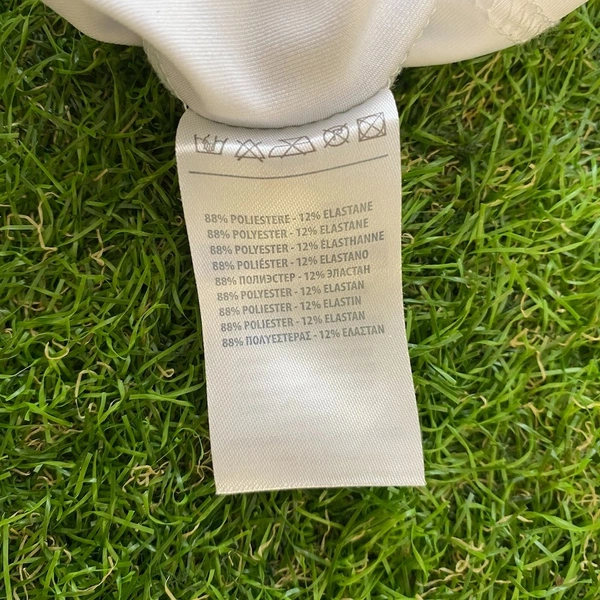 88% POLIESTERE - 12% ELASTANE
88% POLYESTER - 12% ELASTANE
88% POLYESTER - 12% ÉLASTHANNE
88% POLIÉSTER - 12% ELASTANO
88% ПОЛИЭСТЕР - 12% ЭЛАСТАН
88% POLYESTER - 12% ELASTAN
88% POLIESTER - 12% ELASTIN
88% POLIESTER - 12% ELASTAN
88% ΠΟΛΥΕΣΤΕΡΑΣ - 12% ΕΛΑΣΤΑΝ